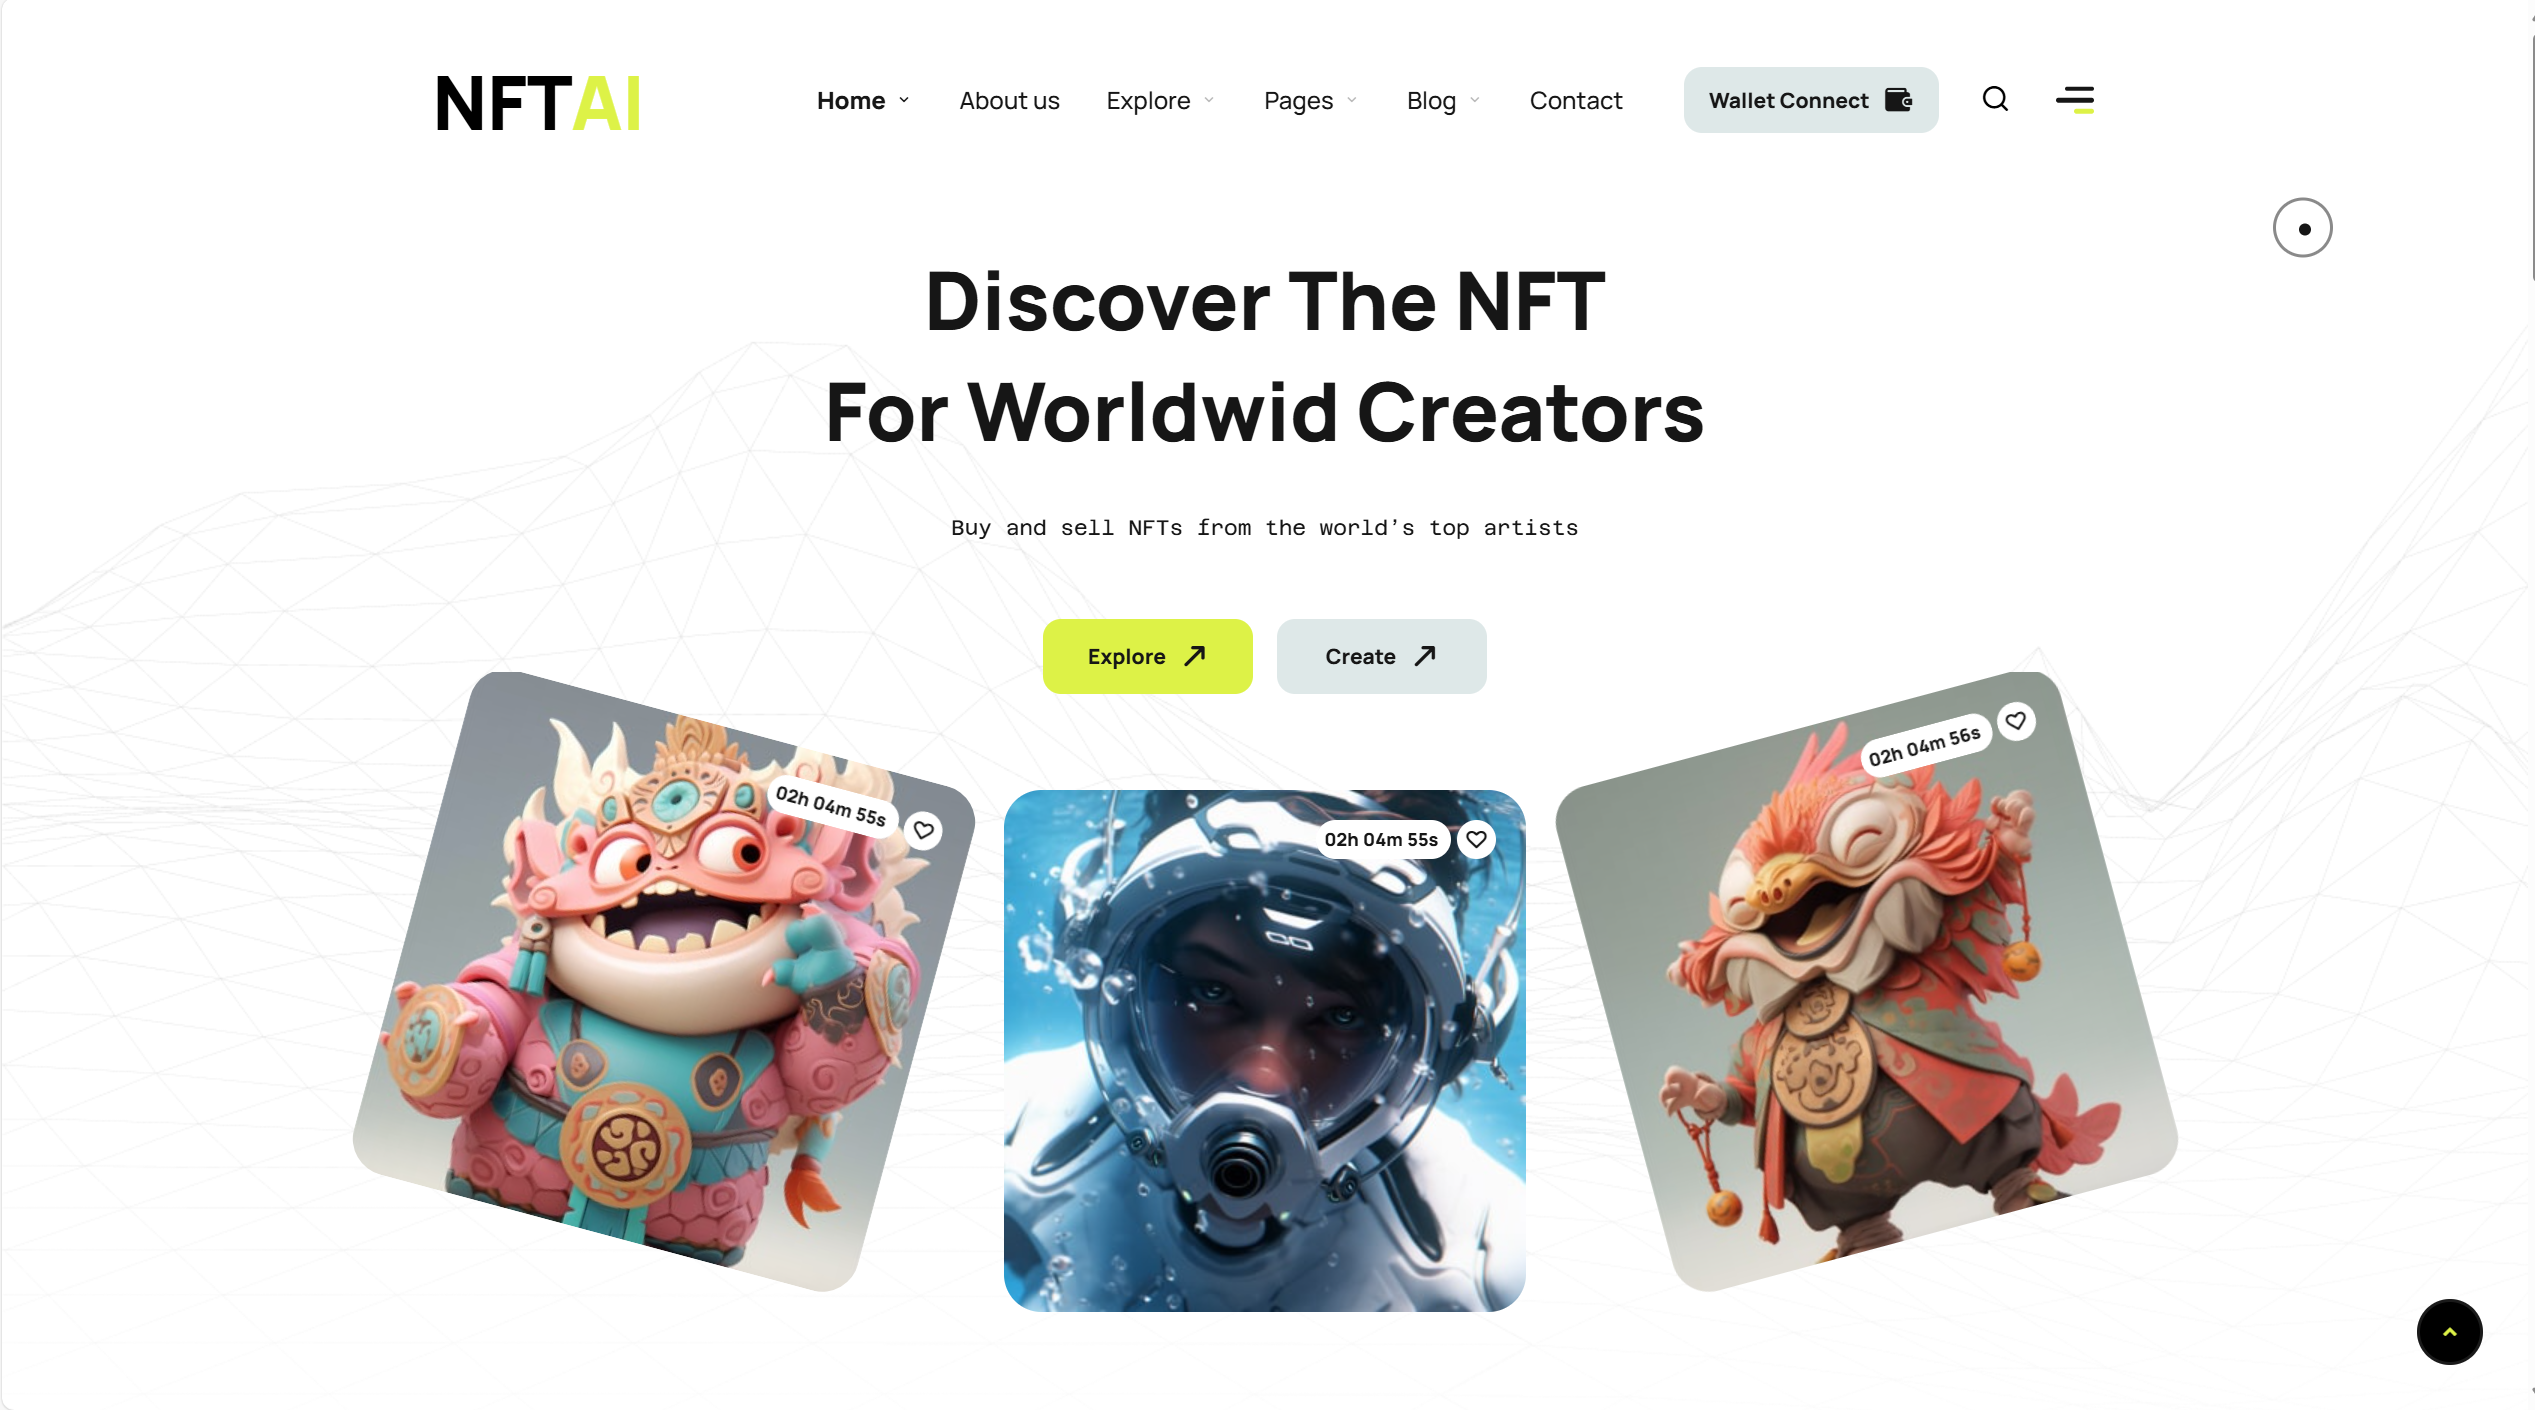 NFTAI
Home
About us
Explore
Pages
Blog
Contact
Wallet Connect
Discover The NFT
For Worldwid Creators
Buy and sell NFTs from the world’s top artists
Explore
Create
02h 04m 55s
02h 04m 55s
02h 04m 56s